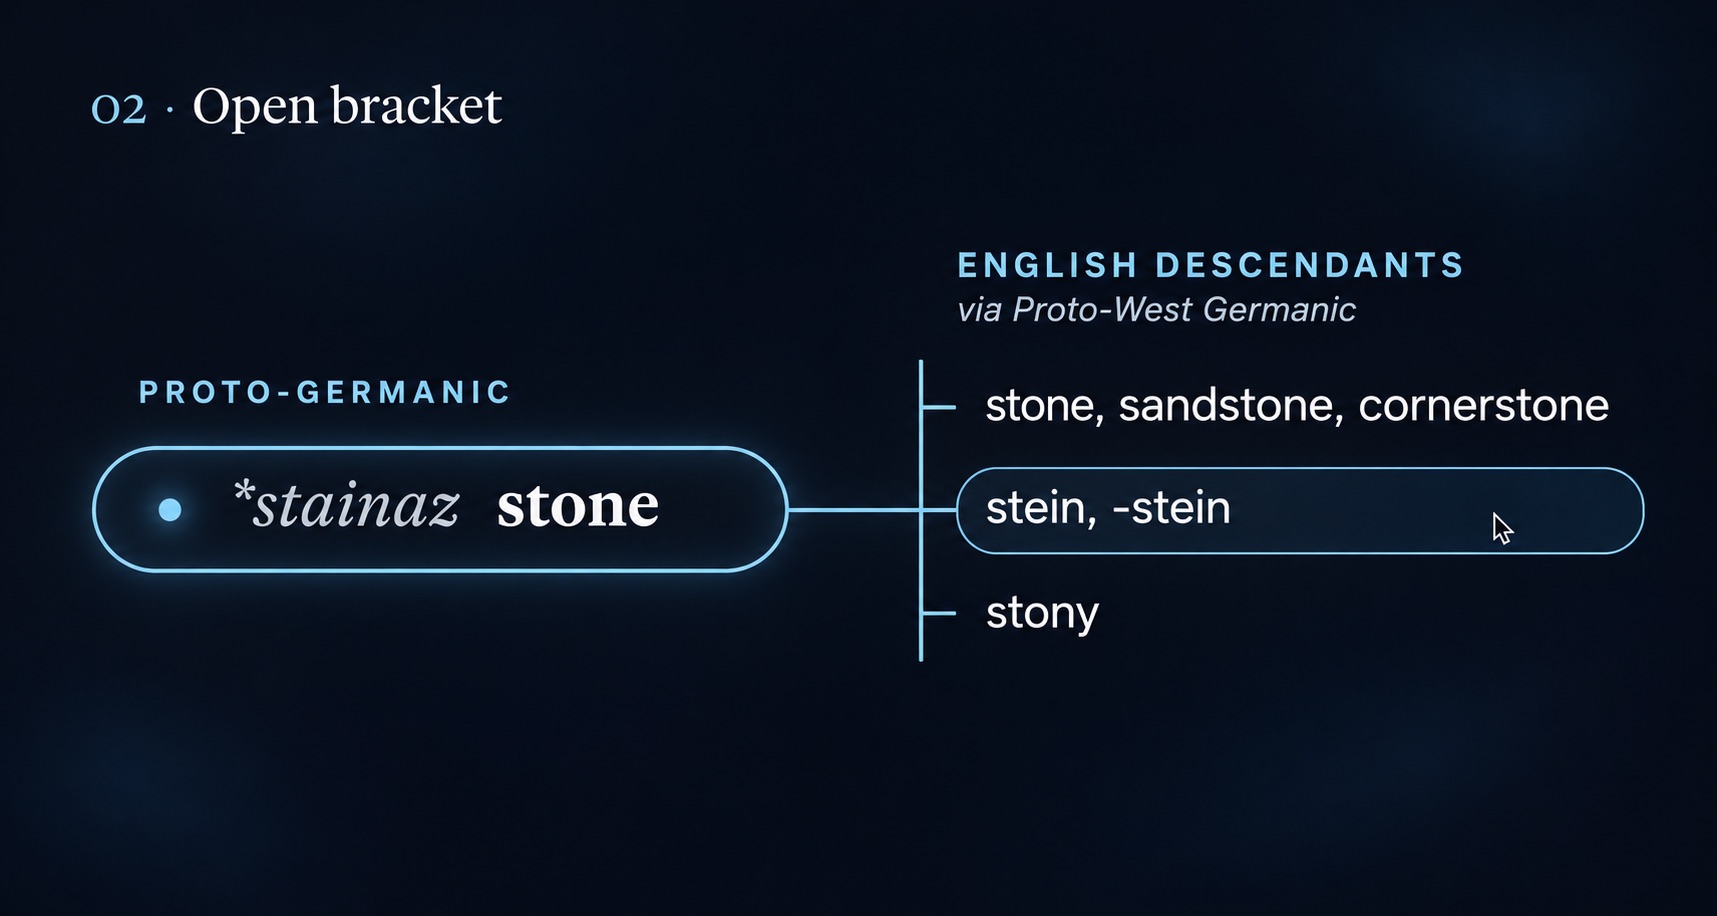 02 · Open bracket
PROTO-GERMANIC
*stainaz stone
ENGLISH DESCENDANTS
via Proto-West Germanic
stone, sandstone, cornerstone
stein, -stein
stony